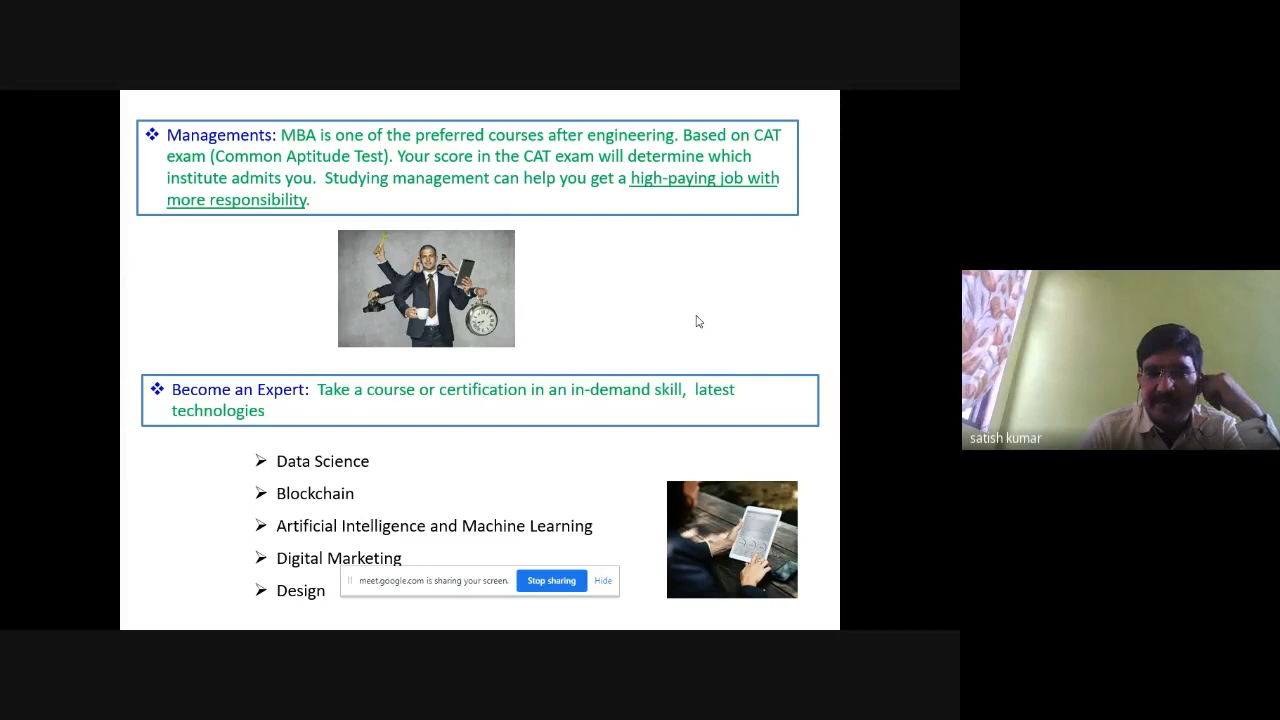 ❖ Managements: MBA is one of the preferred courses after engineering. Based on CAT
exam (Common Aptitude Test). Your score in the CAT exam will determine which
institute admits you. Studying management can help you get a high-paying job with
more responsibility.
❖ Become an Expert: Take a course or certification in an in-demand skill, latest
technologies
➢ Data Science
➢ Blockchain
➢ Artificial Intelligence and Machine Learning
➢ Digital Marketing
meet.google.com is sharing your screen. Stop sharing Hide
➢ Design
satish kumar